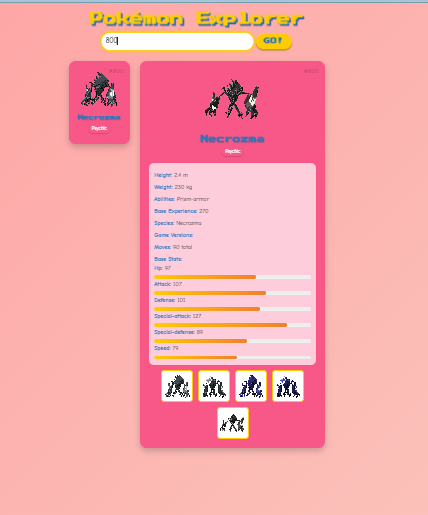 Pokémon Explorer
800
GO!
#800
Necrozma
Psychic
#800
Necrozma
Psychic
Height: 2.4 m
Weight: 230 kg
Abilities: Prism-armor
Base Experience: 270
Species: Necrozma
Game Versions:
Moves: 90 total
Base Stats:
Hp: 97
Attack: 107
Defense: 101
Special-attack: 127
Special-defense: 89
Speed: 79